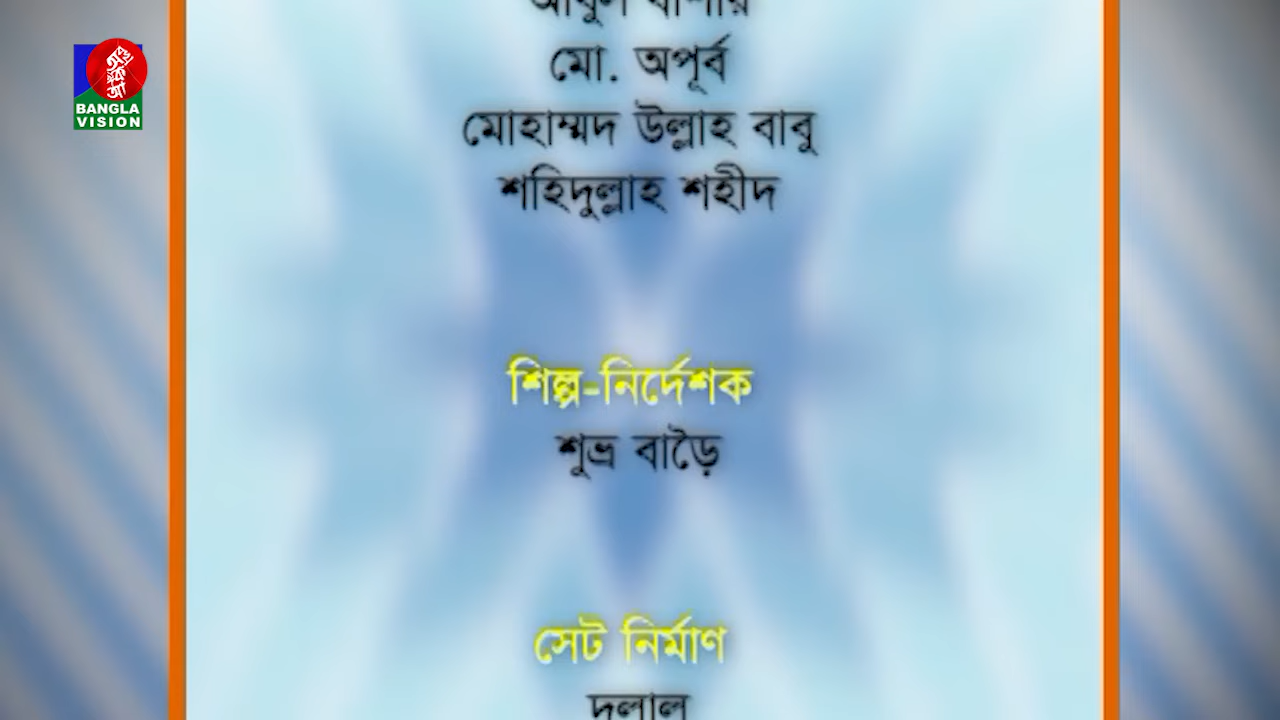 মো. অপূর্ব
মোহাম্মদ উল্লাহ বাবু
শহিদুল্লাহ শহীদ
শিল্প-নির্দেশক
শুভ্র বাড়ৈ
সেট নির্মাণ
BANGLA
VISION